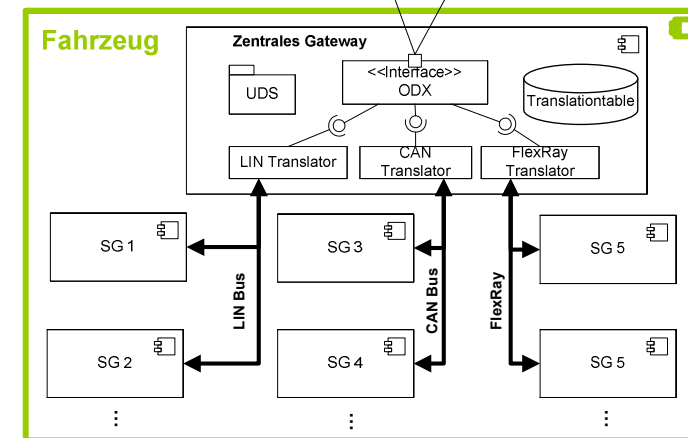 Fahrzeug
Zentrales Gateway
<<Interface>>
ODX
UDS
Translationtable
LIN Translator
CAN
Translator
FlexRay
Translator
SG 1
SG 3
SG 5
LIN Bus
CAN Bus
FlexRay
SG 2
SG 4
SG 5